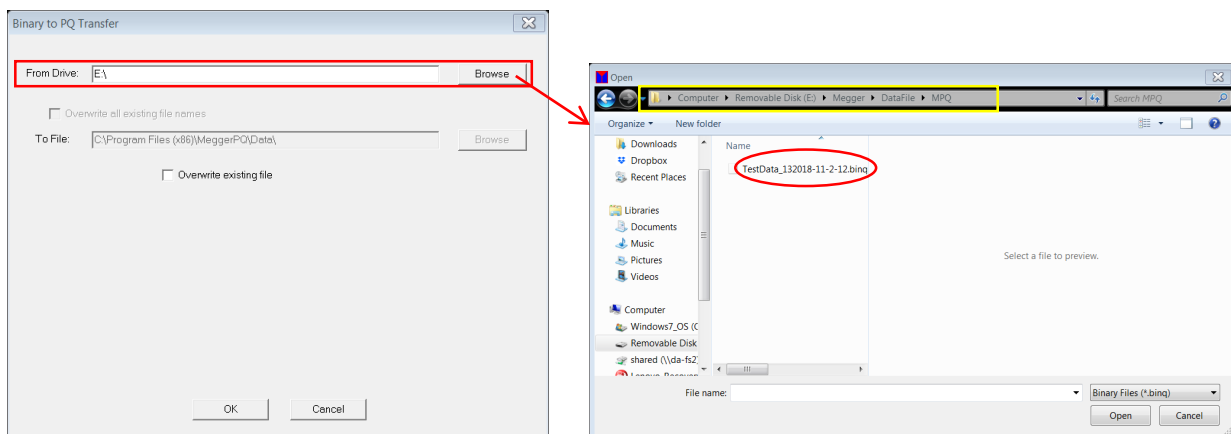 Binary to PQ Transfer
From Drive: E:\ Browse
Overwrite all existing file names
To File: C:\Program Files (x86)\MeggerPQ\Data\ Browse
Overwrite existing file
OK Cancel
Open
Computer Removable Disk (E:) Megger DataFile MPQ Search MPQ
Organize New folder
Downloads
Dropbox
Recent Places
Libraries
Documents
Music
Pictures
Videos
Computer
Windows7_OS (C
Removable Disk
shared (\\da-fs2
Lenovo_Recover
Name
TestData_132018-11-2-12.binq
Select a file to preview.
File name: Binary Files (*.binq)
Open Cancel